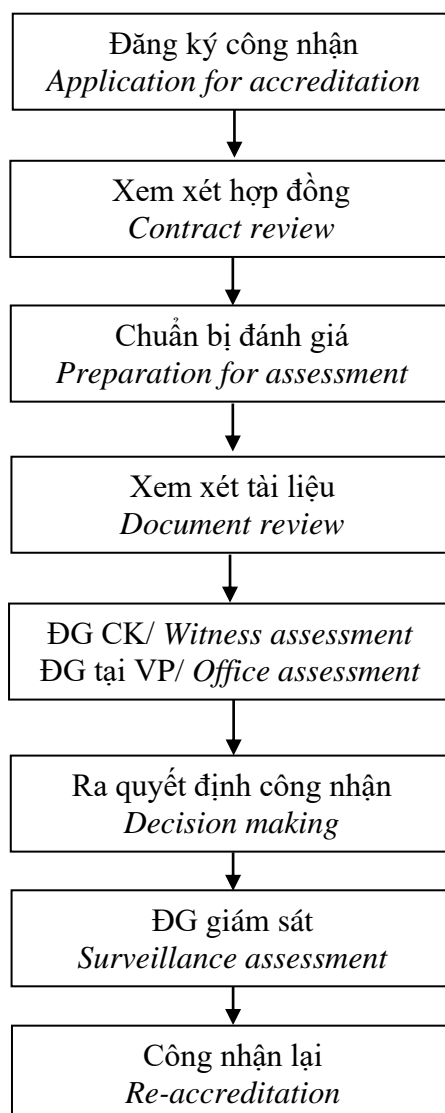 Đăng ký công nhận
Application for accreditation
Xem xét hợp đồng
Contract review
Chuẩn bị đánh giá
Preparation for assessment
Xem xét tài liệu
Document review
ĐG CK/ Witness assessment
ĐG tại VP/ Office assessment
Ra quyết định công nhận
Decision making
ĐG giám sát
Surveillance assessment
Công nhận lại
Re-accreditation